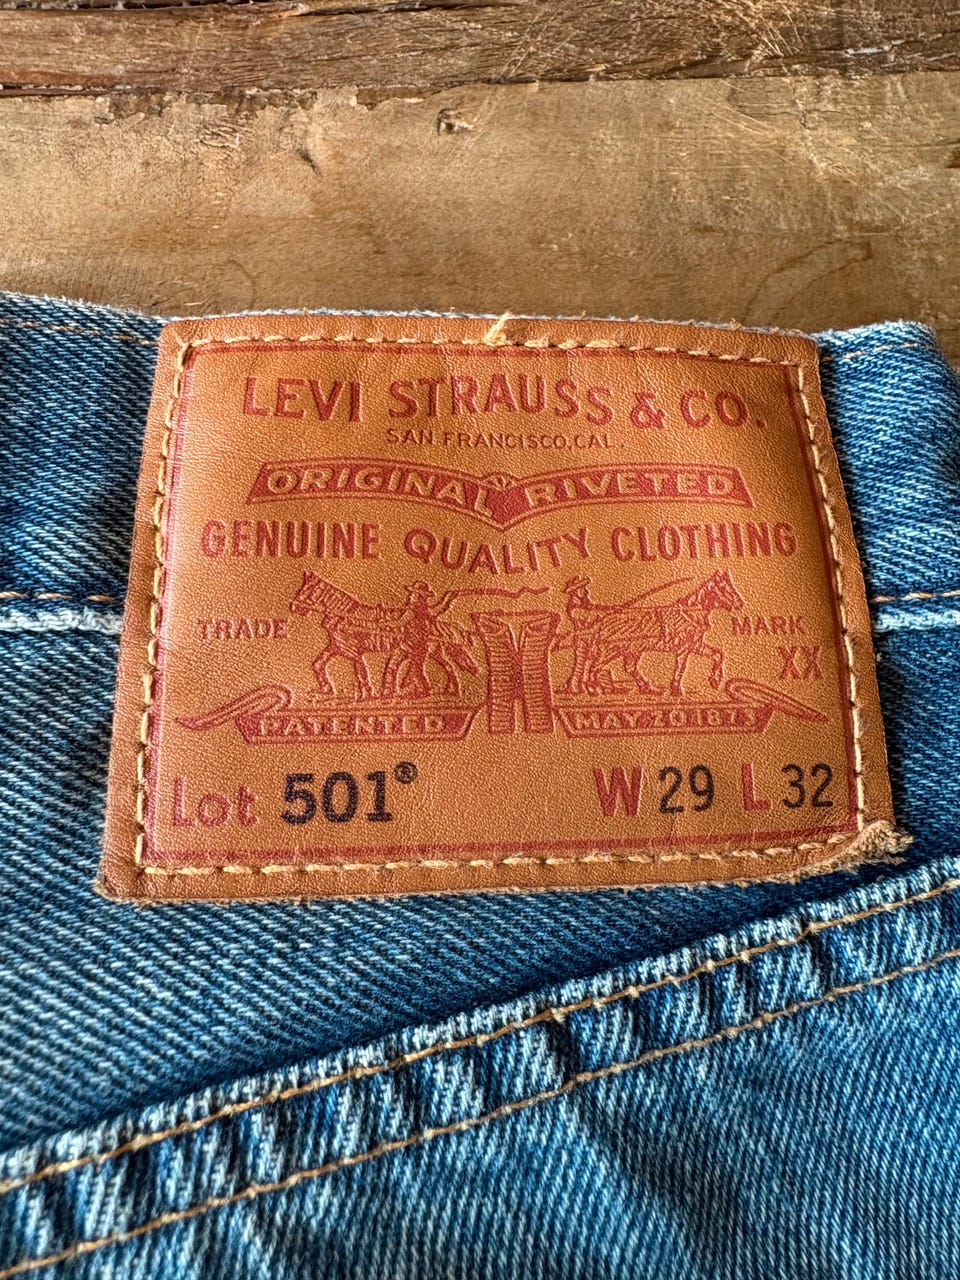 LEVI STRAUSS & CO.
SAN FRANCISCO, CAL.
ORIGINAL RIVETED
GENUINE QUALITY CLOTHING
TRADE MARK
XX
PATENTED MAY 20 1873
Lot 501® W 29 L 32